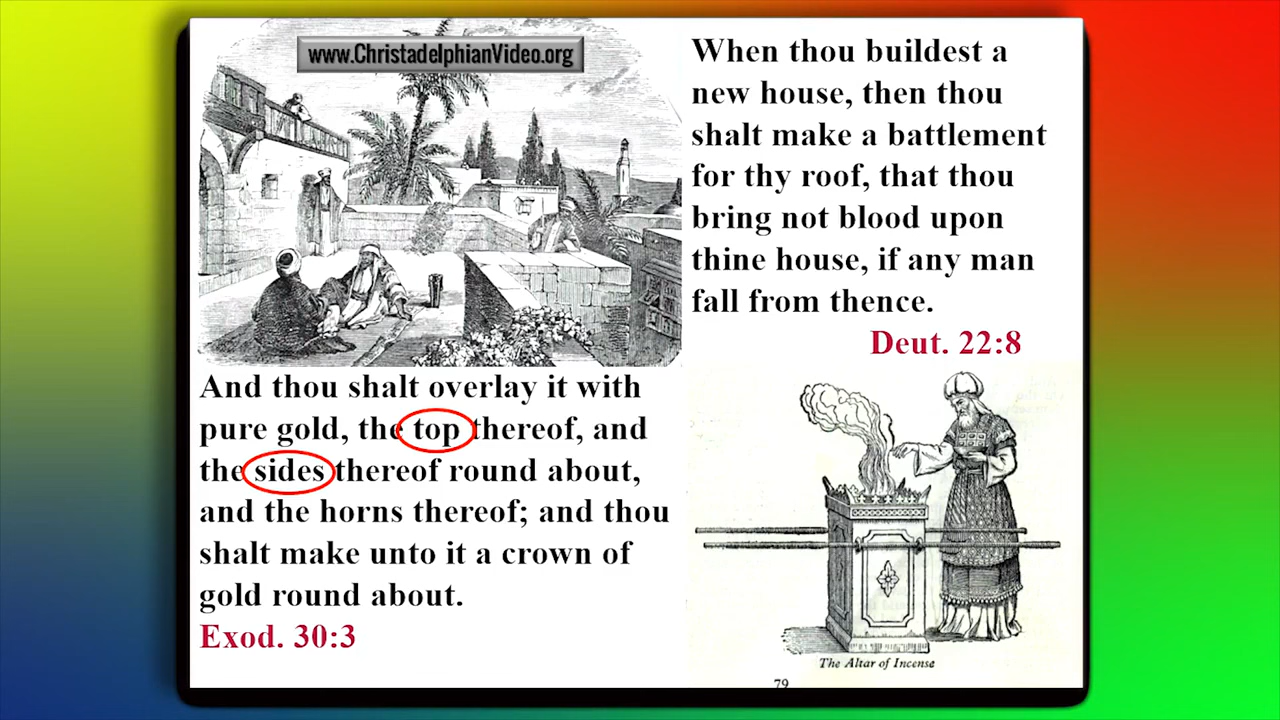 www.ChristadelphianVideo.org
When thou buildest a
new house, then thou
shalt make a battlement
for thy roof, that thou
bring not blood upon
thine house, if any man
fall from thence.
Deut. 22:8
And thou shalt overlay it with
pure gold, the top thereof, and
the sides thereof round about,
and the horns thereof; and thou
shalt make unto it a crown of
gold round about.
Exod. 30:3
The Altar of Incense
79